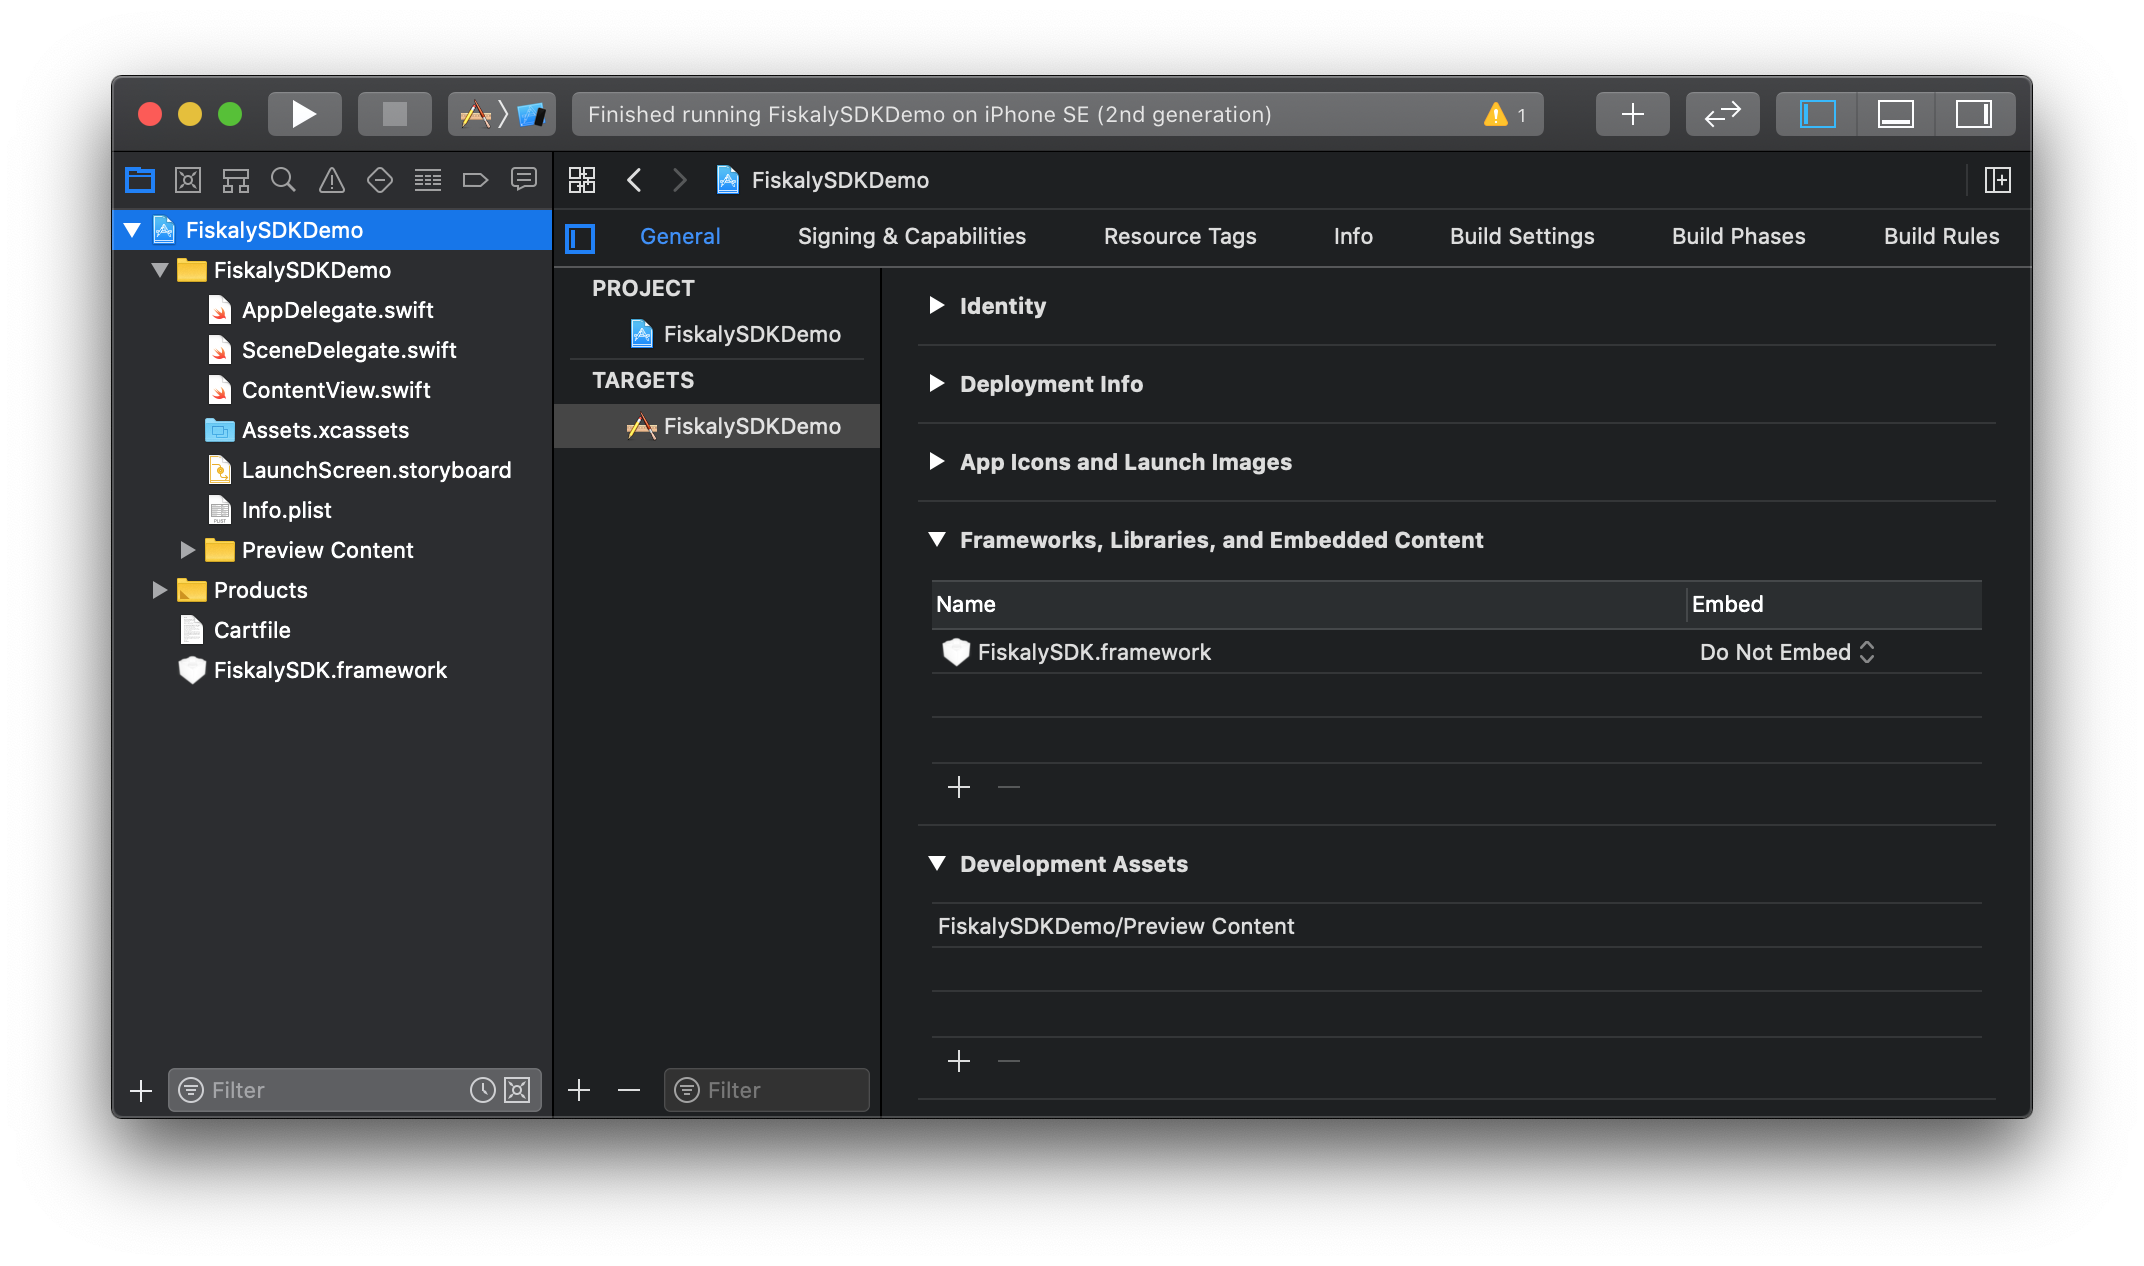 Finished running FiskalySDKDemo on iPhone SE (2nd generation)
1
FiskalySDKDemo
FiskalySDKDemo
AppDelegate.swift
SceneDelegate.swift
ContentView.swift
Assets.xcassets
LaunchScreen.storyboard
Info.plist
Preview Content
Products
Cartfile
FiskalySDK.framework
Filter
FiskalySDKDemo
General Signing & Capabilities Resource Tags Info Build Settings Build Phases Build Rules
PROJECT
FiskalySDKDemo
TARGETS
FiskalySDKDemo
Filter
Identity
Deployment Info
App Icons and Launch Images
Frameworks, Libraries, and Embedded Content
Name Embed
FiskalySDK.framework Do Not Embed
Development Assets
FiskalySDKDemo/Preview Content